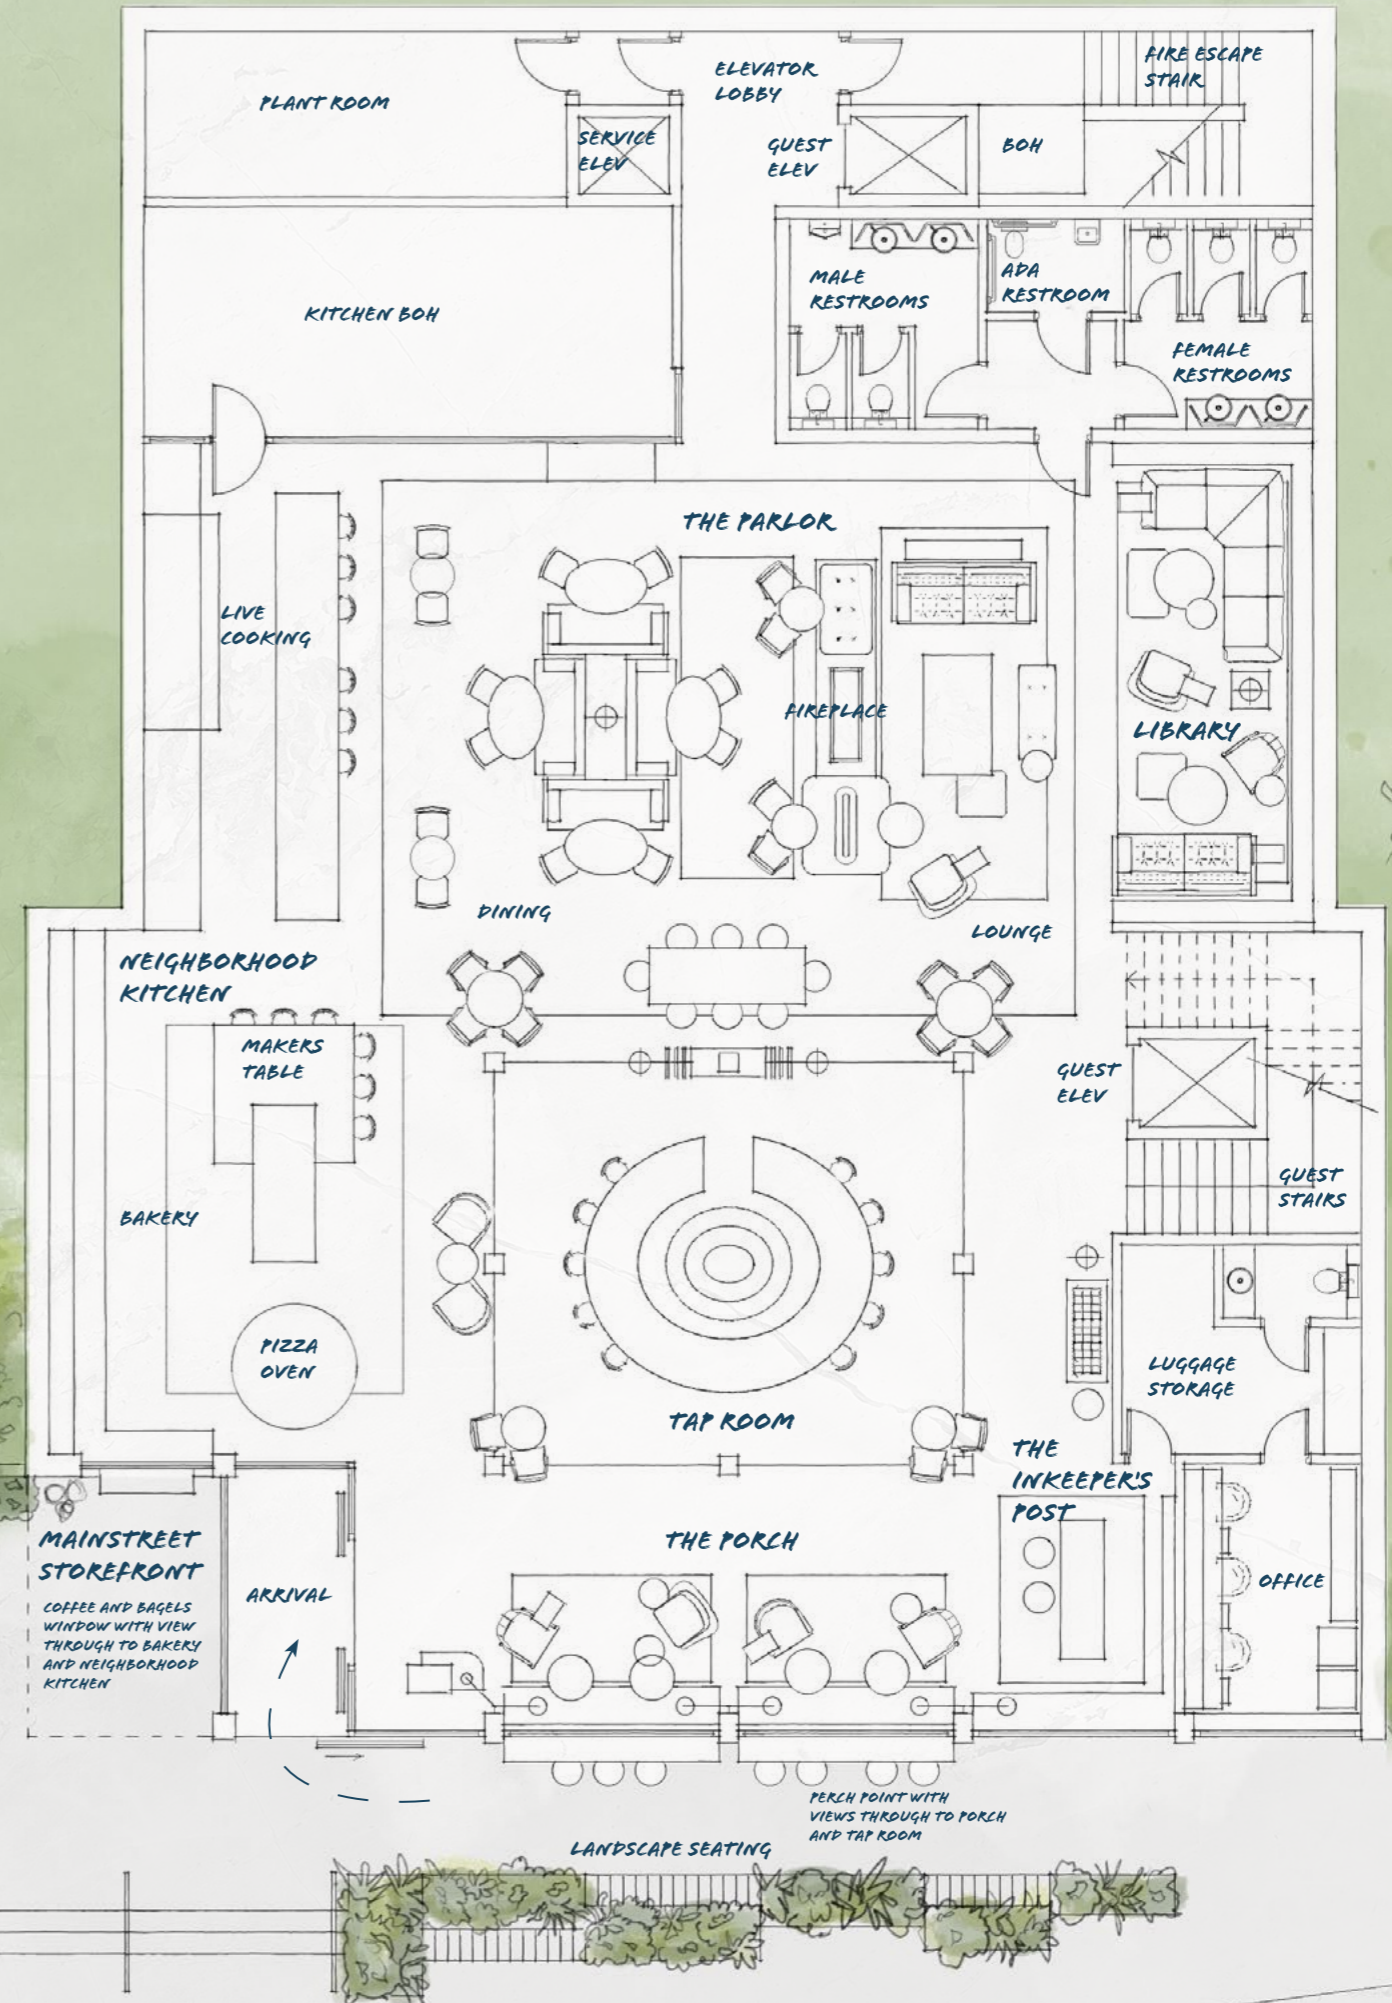 PLANT ROOM
ELEVATOR
LOBBY
FIRE ESCAPE
STAIR
SERVICE
ELEV
GUEST
ELEV
BOH
KITCHEN BOH
MALE
RESTROOMS
ADA
RESTROOM
FEMALE
RESTROOMS
THE PARLOR
LIVE
COOKING
FIREPLACE
LIBRARY
DINING
LOUNGE
NEIGHBORHOOD
KITCHEN
MAKERS
TABLE
GUEST
ELEV
GUEST
STAIRS
BAKERY
PIZZA
OVEN
LUGGAGE
STORAGE
TAP ROOM
THE
INKEEPER'S
POST
MAINSTREET
STOREFRONT
COFFEE AND BAGELS
WINDOW WITH VIEW
THROUGH TO BAKERY
AND NEIGHBORHOOD
KITCHEN
ARRIVAL
THE PORCH
OFFICE
PERCH POINT WITH
VIEWS THROUGH TO PORCH
AND TAP ROOM
LANDSCAPE SEATING